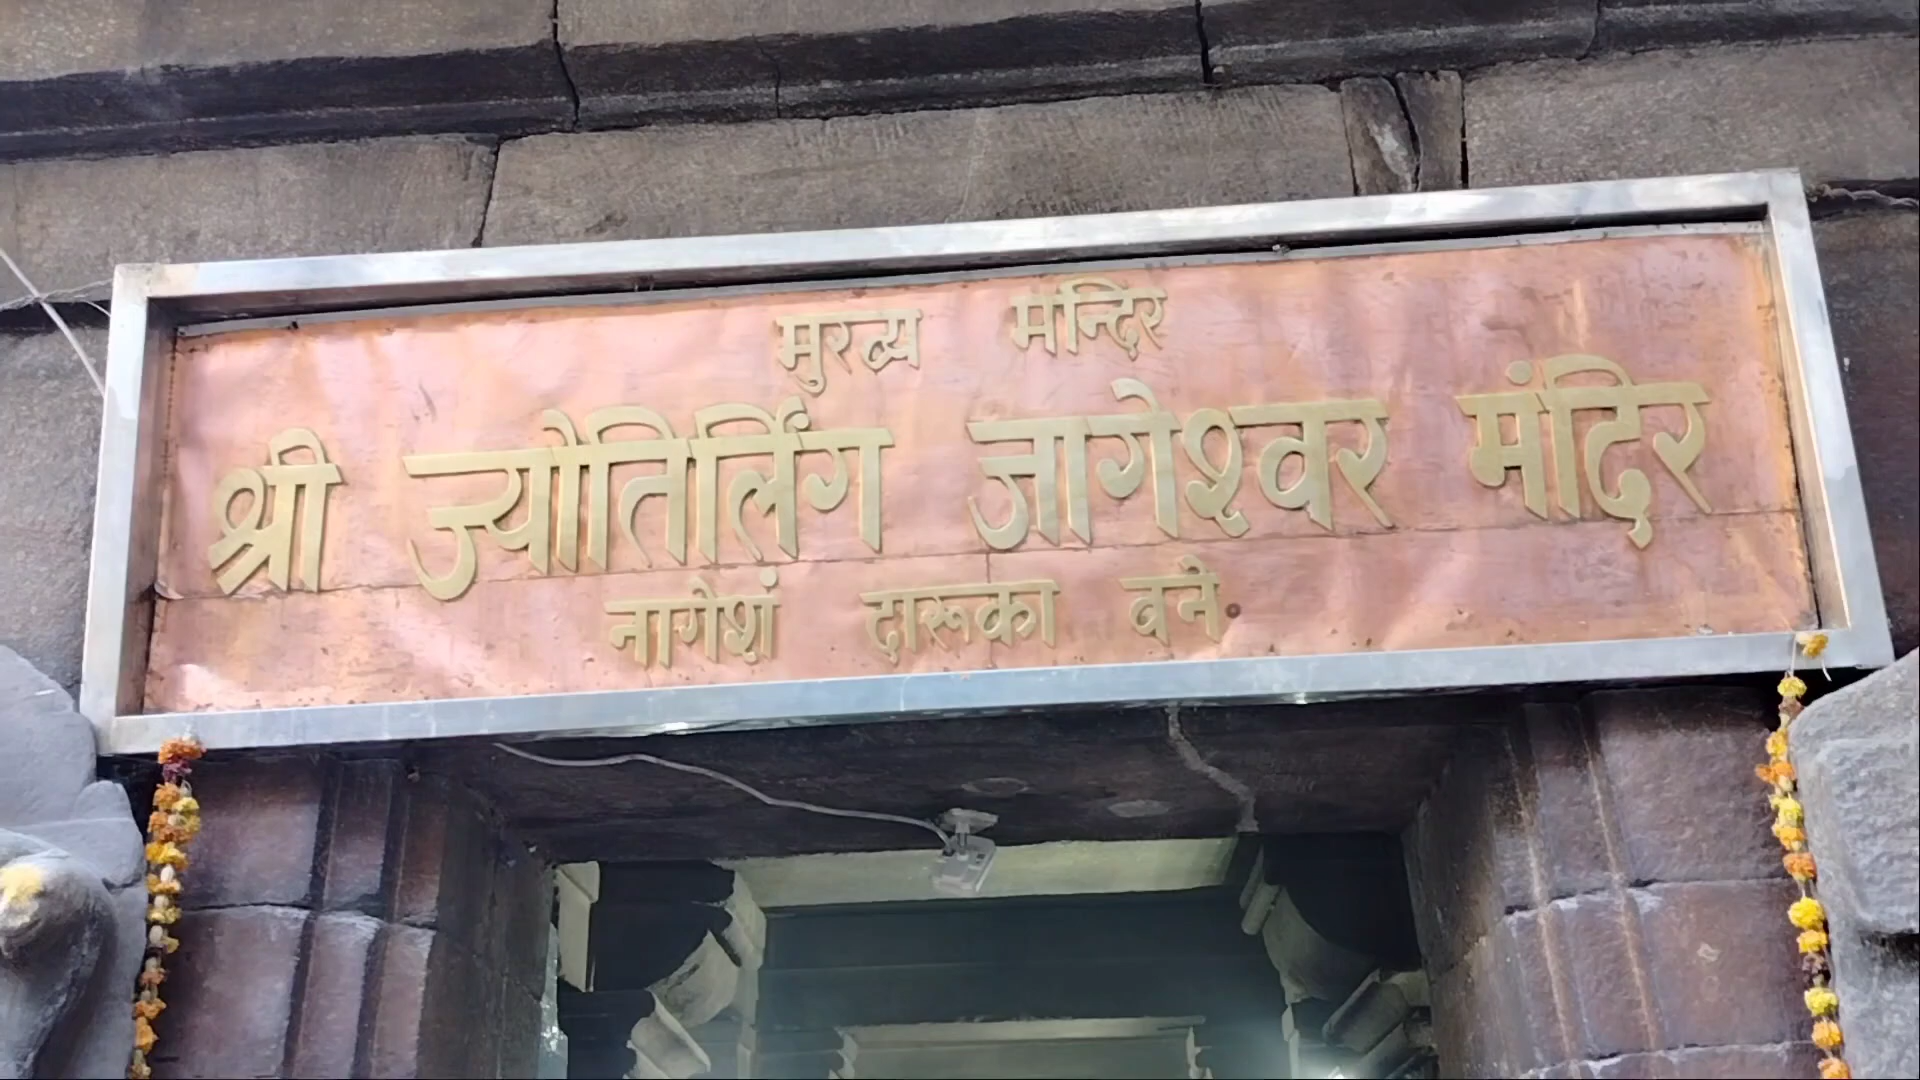 मुख्य मन्दिर
श्री ज्योतिर्लिंग जागेश्वर मंदिर
नागेशं दारूका वने